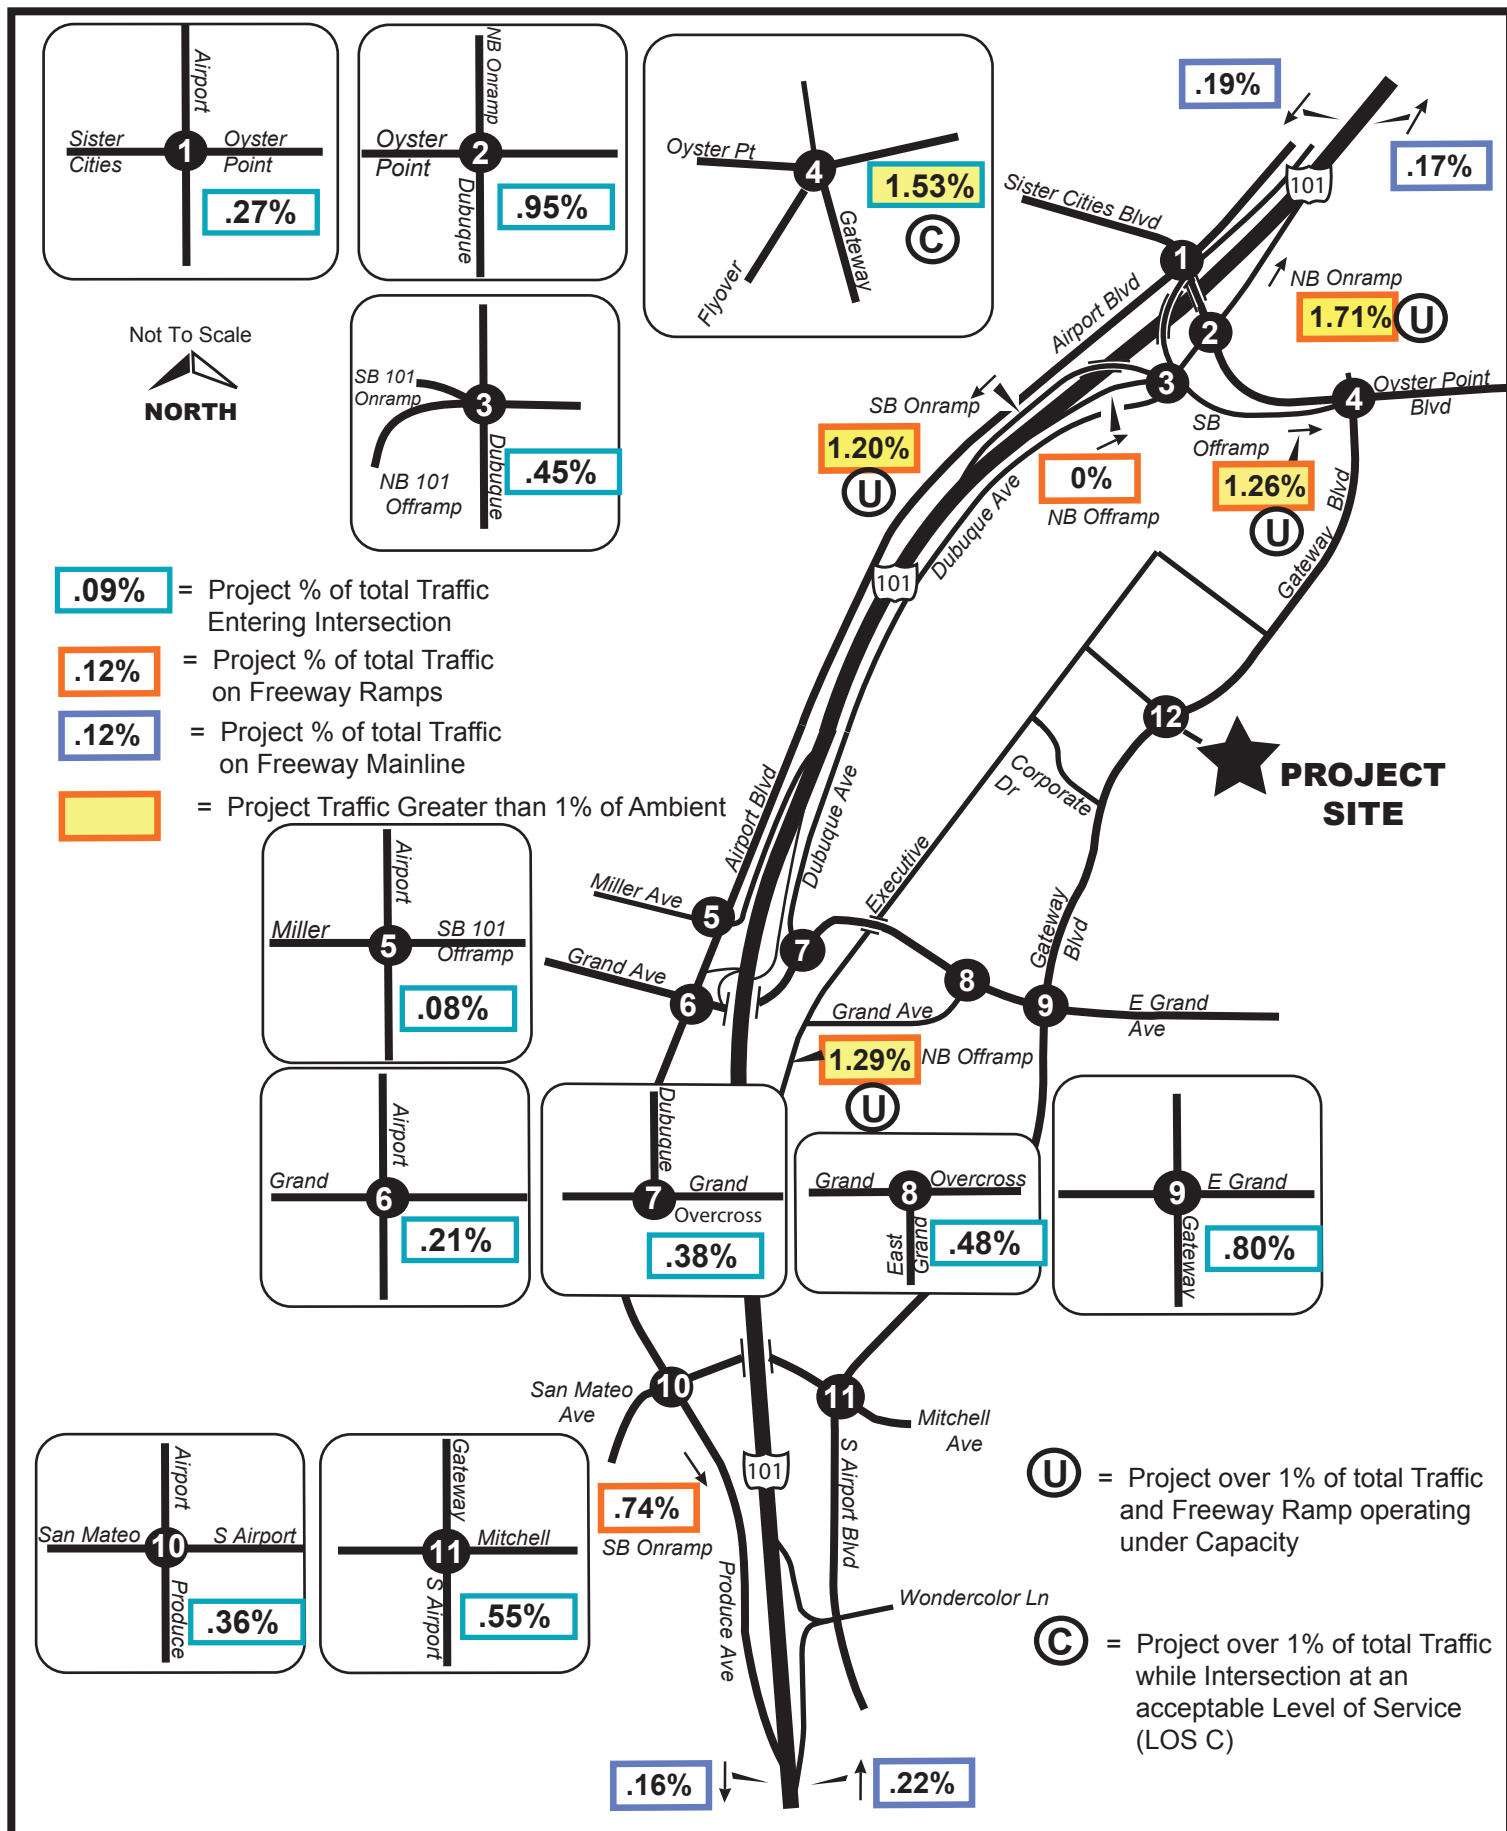 Airport
Sister
Cities
1
Oyster
Point
.27%
NB Onramp
Oyster
Point
2
Dubuque
.95%
Oyster Pt
4
1.53%
C
Gateway
Flyover
.19%
.17%
101
Sister Cities Blvd
1
NB Onramp
1.71%
U
Airport Blvd
2
3
4
Oyster Point
Blvd
SB Onramp
1.20%
U
SB
Offramp
0%
NB Offramp
1.26%
U
Dubuque Ave
Gateway Blvd
101
Not To Scale
NORTH
SB 101
Onramp
3
NB 101
Offramp
Dubuque
.45%
.09%
= Project % of total Traffic
Entering Intersection
.12%
= Project % of total Traffic
on Freeway Ramps
.12%
= Project % of total Traffic
on Freeway Mainline
= Project Traffic Greater than 1% of Ambient
12
PROJECT
SITE
Corporate
Dr
Airport Blvd
Dubuque Ave
Executive
Gateway
Blvd
Miller Ave
5
7
Grand Ave
6
8
9
Grand Ave
E Grand
Ave
1.29%
NB Offramp
U
Airport
Miller
5
SB 101
Offramp
.08%
Airport
Grand
6
.21%
Dubuque
7
Grand
Overcross
.38%
Grand
8
Overcross
East
Grand
.48%
9
E Grand
Gateway
.80%
San Mateo
Ave
10
11
Mitchell
Ave
101
S Airport Blvd
.74%
SB Onramp
Produce Ave
Wondercolor Ln
Airport
San Mateo
10
S Airport
Produce
.36%
Gateway
11
Mitchell
S Airport
.55%
U
= Project over 1% of total Traffic
and Freeway Ramp operating
under Capacity
C
= Project over 1% of total Traffic
while Intersection at an
acceptable Level of Service
(LOS C)
.16%
.22%